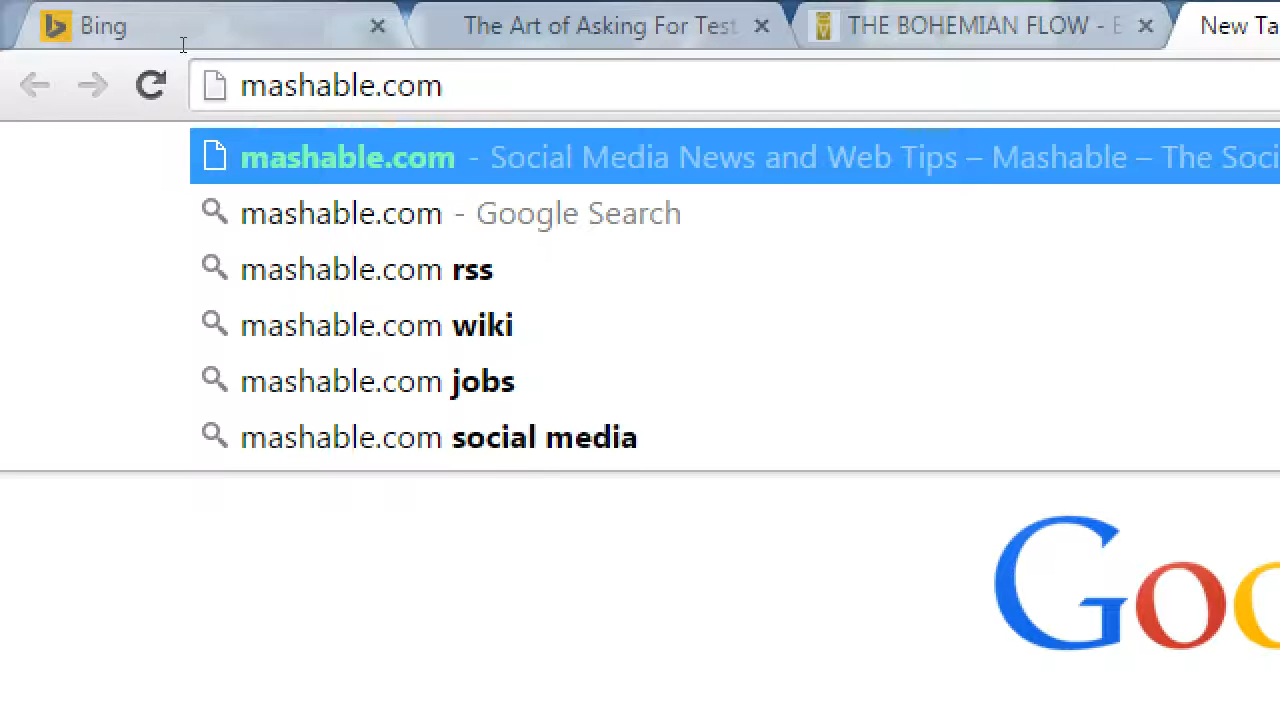 Bing
The Art of Asking For Test
THE BOHEMIAN FLOW - E
New Ta
mashable.com
mashable.com - Social Media News and Web Tips – Mashable – The Soci
mashable.com - Google Search
mashable.com rss
mashable.com wiki
mashable.com jobs
mashable.com social media
Goo